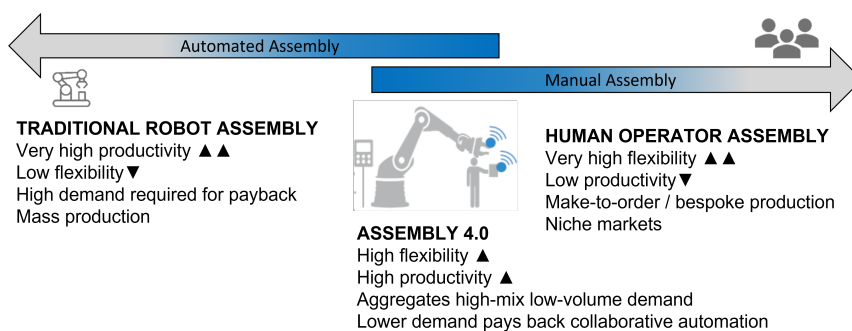 Automated Assembly
Manual Assembly
TRADITIONAL ROBOT ASSEMBLY
Very high productivity ▲▲
Low flexibility▼
High demand required for payback
Mass production
ASSEMBLY 4.0
High flexibility ▲
High productivity ▲
Aggregates high-mix low-volume demand
Lower demand pays back collaborative automation
HUMAN OPERATOR ASSEMBLY
Very high flexibility ▲▲
Low productivity▼
Make-to-order / bespoke production
Niche markets